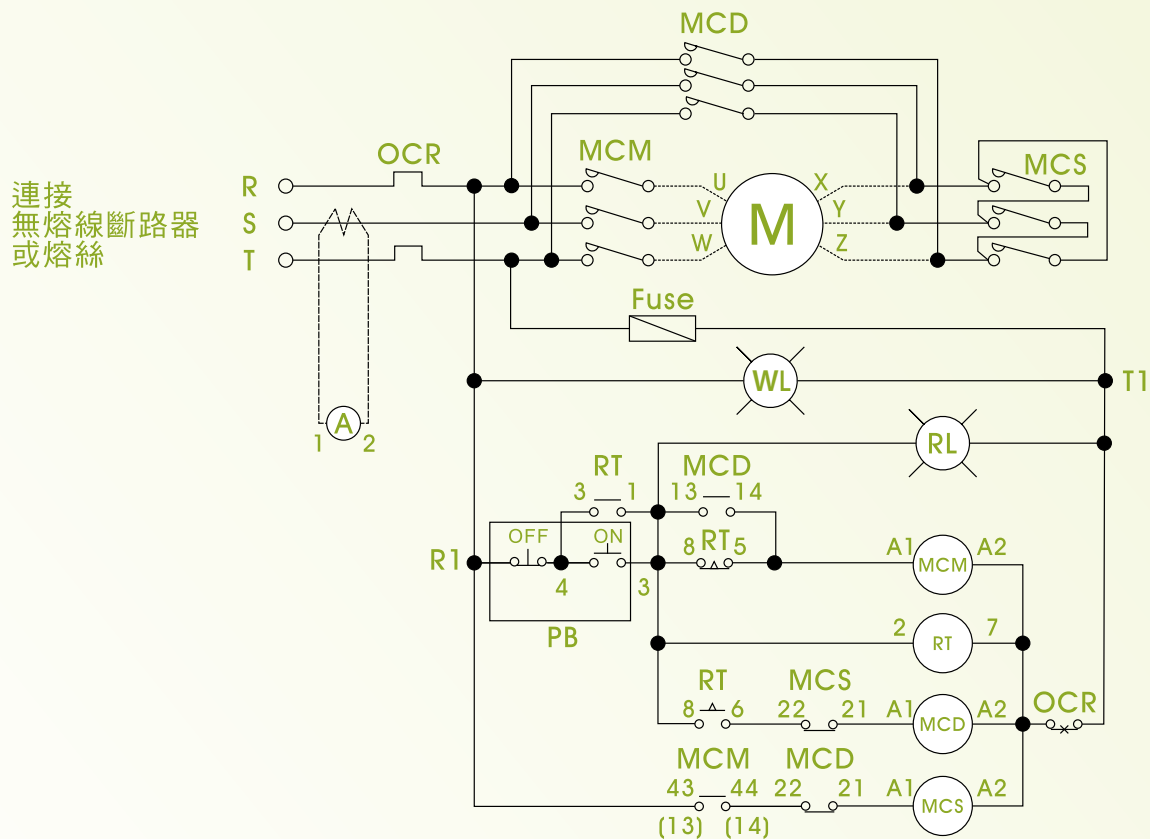 MCD
OCR
MCM
MCS
連接
無熔線斷路器
或熔絲
R
S
T
U
V
W
M
X
Y
Z
Fuse
WL
T1
A
1
2
RL
RT
MCD
3
1
13
14
OFF
ON
8
RT
5
A1
MCM
A2
R1
4
3
PB
2
RT
7
RT
MCS
OCR
8
6
22
21
A1
MCD
A2
MCM
MCD
43
44
22
21
A1
MCS
A2
(13)
(14)